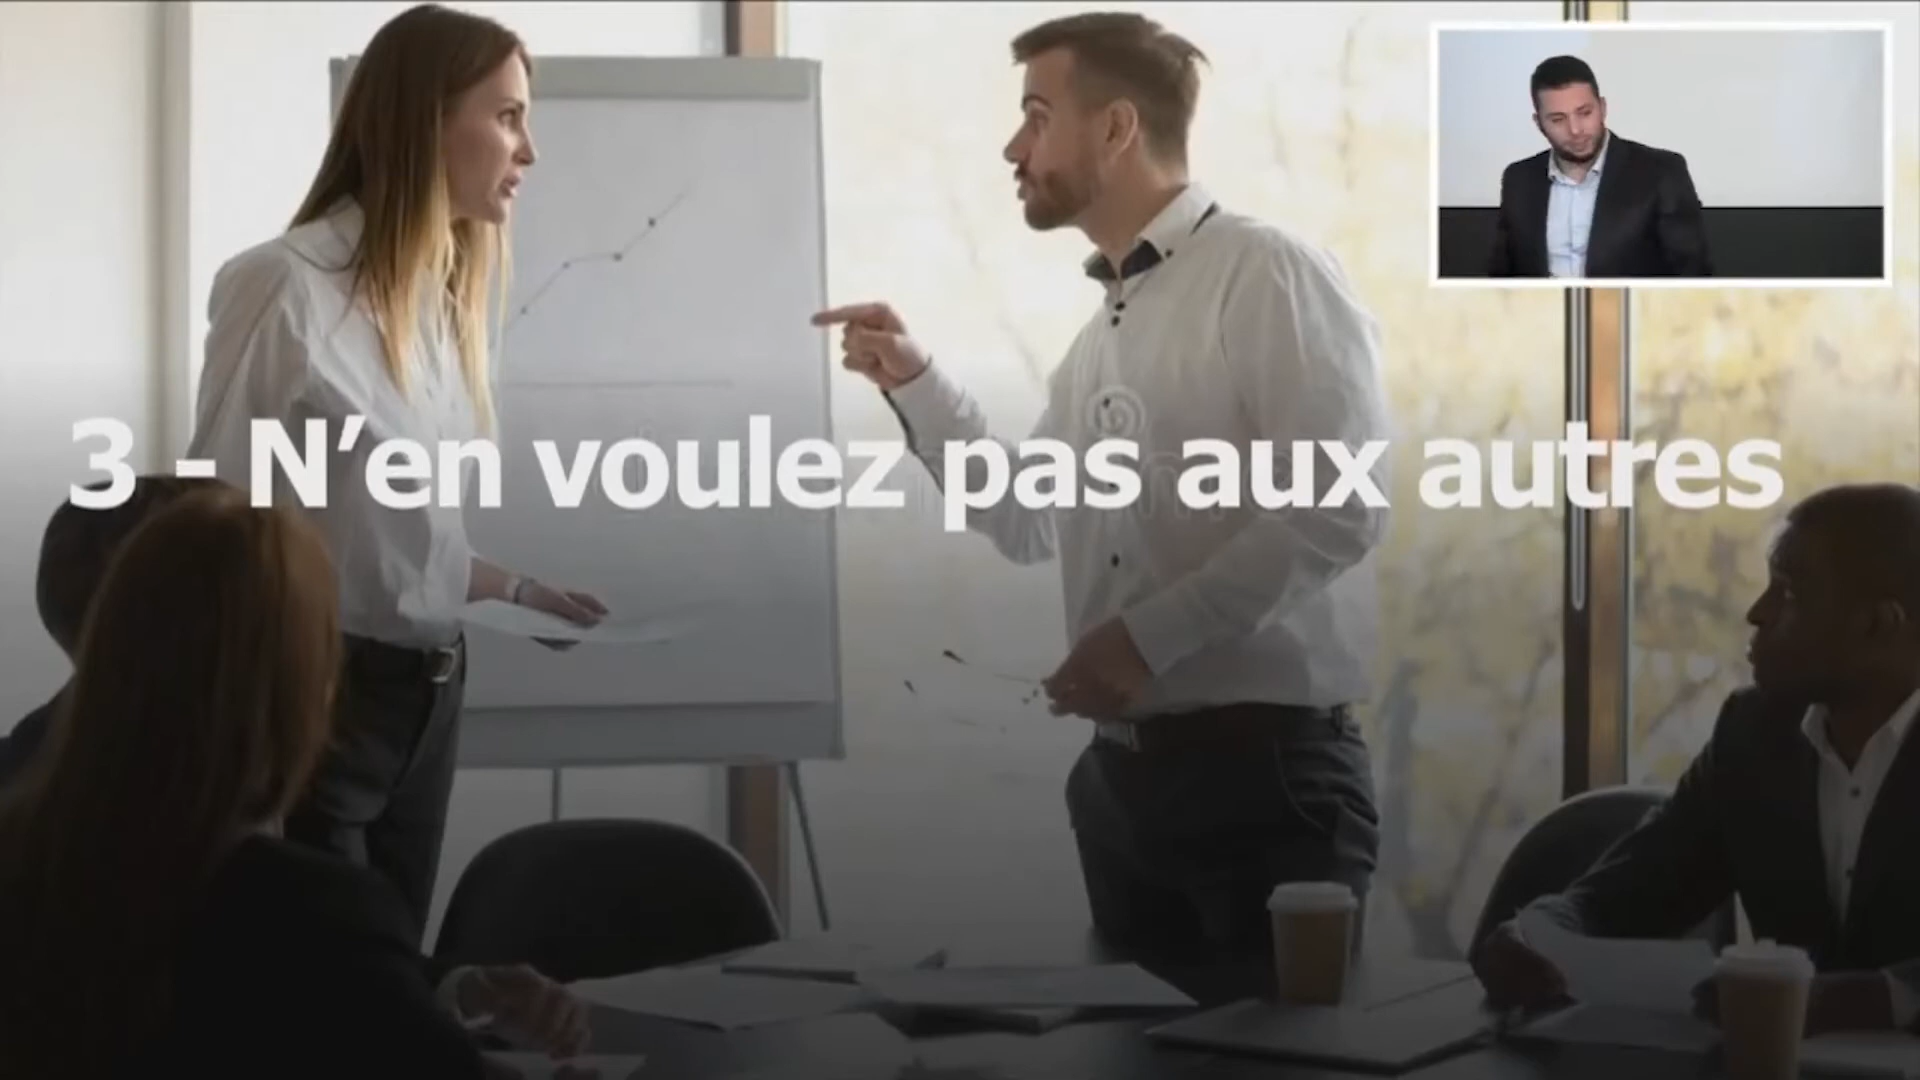 3 - N’en voulez pas aux autres